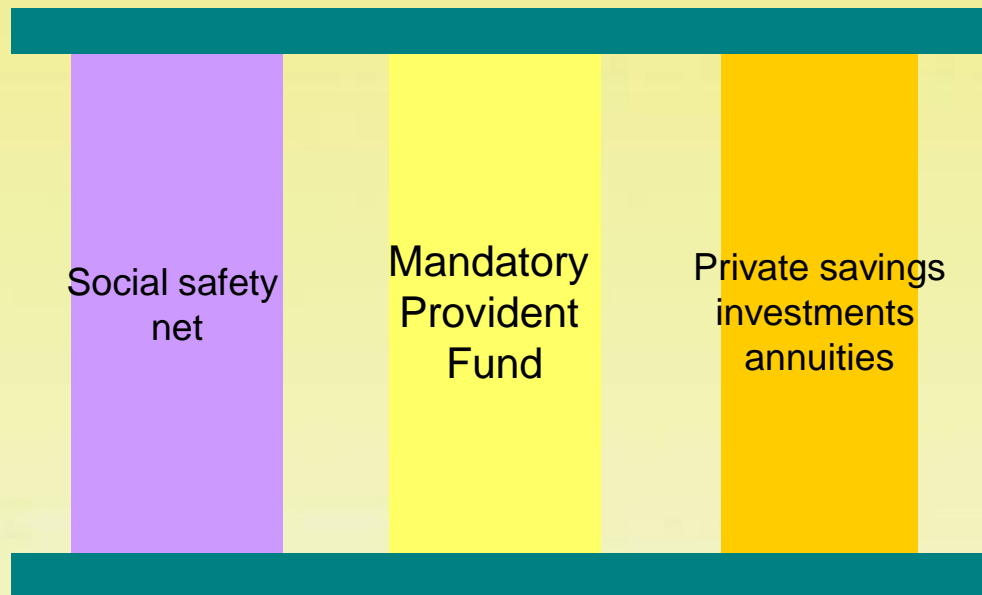 Social safety
net
Mandatory
Provident
Fund
Private savings
investments
annuities